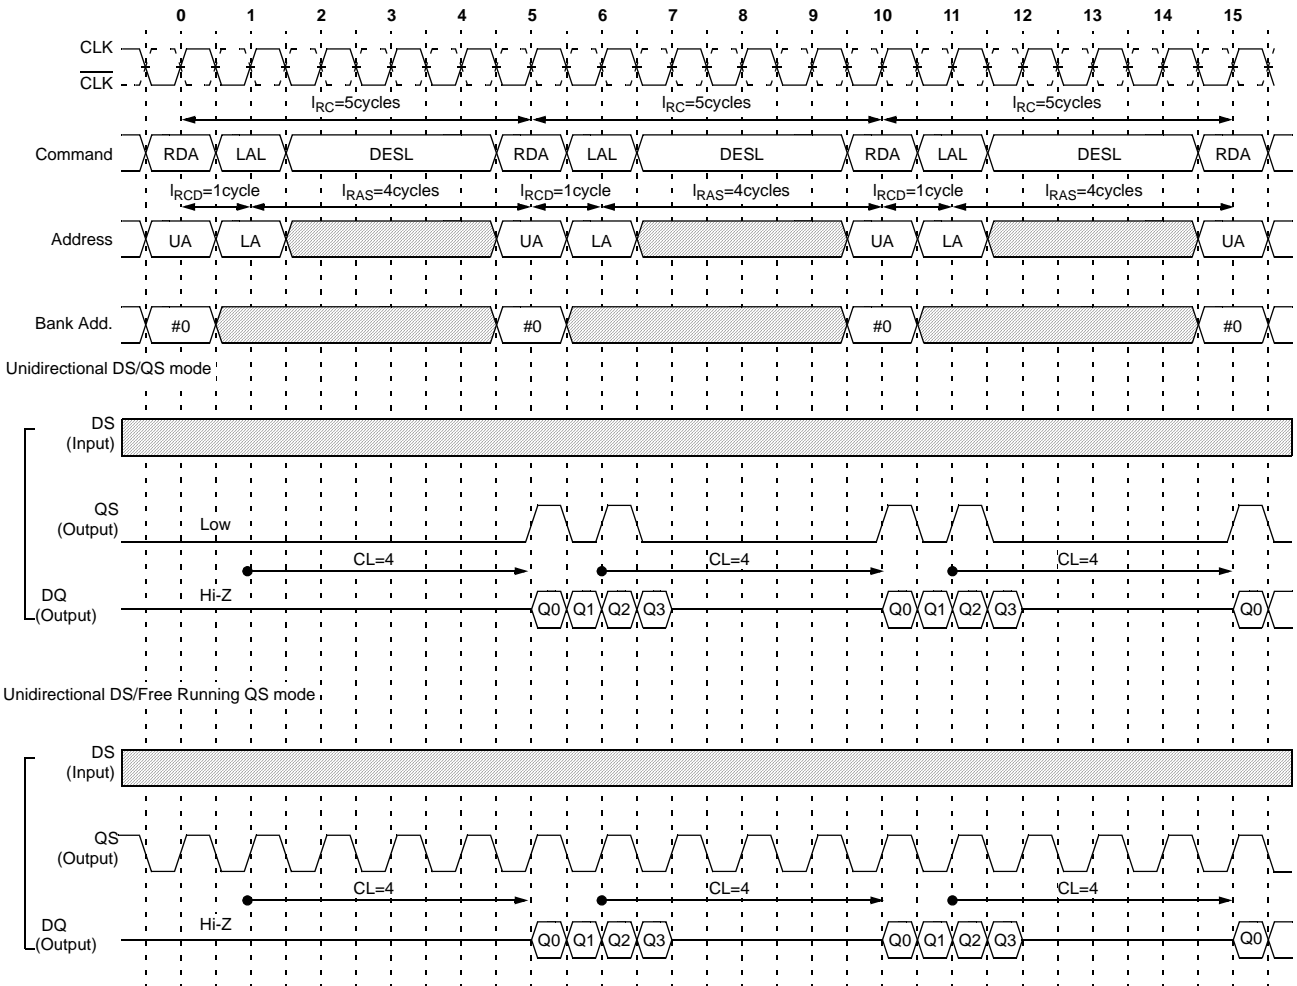 0 1 2 3 4 5 6 7 8 9 10 11 12 13 14 15
CLK
CLK
IRC=5cycles IRC=5cycles IRC=5cycles
Command RDA LAL DESL RDA LAL DESL RDA LAL DESL RDA
IRCD=1cycle IRAS=4cycles IRCD=1cycle IRAS=4cycles IRCD=1cycle IRAS=4cycles
Address UA LA UA LA UA LA UA
Bank Add. #0 #0 #0 #0
Unidirectional DS/QS mode
DS
(Input)
QS
(Output)
Low
CL=4 CL=4 CL=4
DQ
(Output)
Hi-Z
Q0 Q1 Q2 Q3 Q0 Q1 Q2 Q3 Q0
Unidirectional DS/Free Running QS mode
DS
(Input)
QS
(Output)
CL=4 CL=4 CL=4
DQ
(Output)
Hi-Z
Q0 Q1 Q2 Q3 Q0 Q1 Q2 Q3 Q0